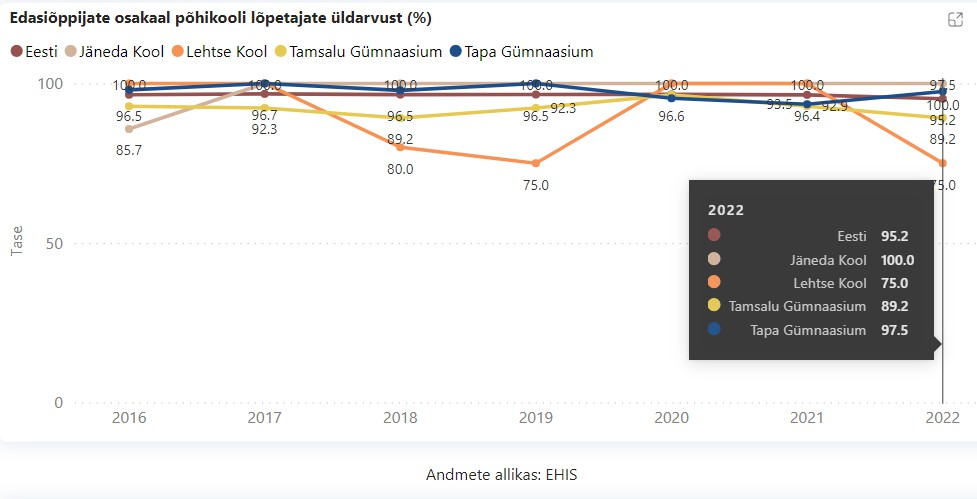 Edasiõppijate osakaal põhikooli lõpetajate üldarvust (%)
Eesti Jäneda Kool Lehtse Kool Tamsalu Gümnaasium Tapa Gümnaasium
100
100.0 100.0 100.0 100.0 100.0 100.0 97.5
96.5 96.7 96.5 96.5 92.3 96.6 93.5 96.4 92.9 100.0
92.3 95.2
85.7 89.2 89.2
80.0 75.0 75.0
Tase
50
2022
Eesti 95.2
Jäneda Kool 100.0
Lehtse Kool 75.0
Tamsalu Gümnaasium 89.2
Tapa Gümnaasium 97.5
0
2016 2017 2018 2019 2020 2021 2022
Andmete allikas: EHIS